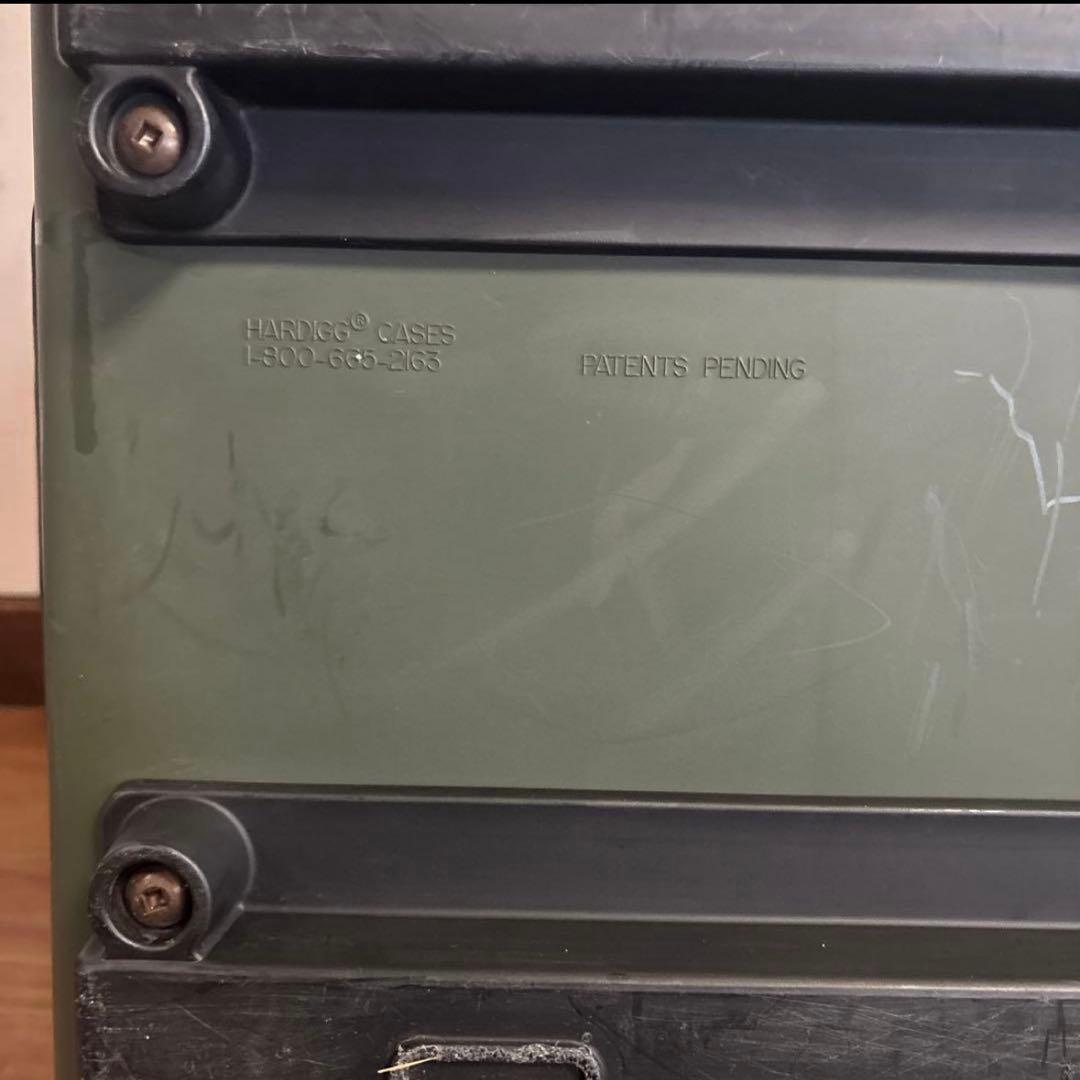 HARDIGG® CASES
1-800-665-2163
PATENTS PENDING